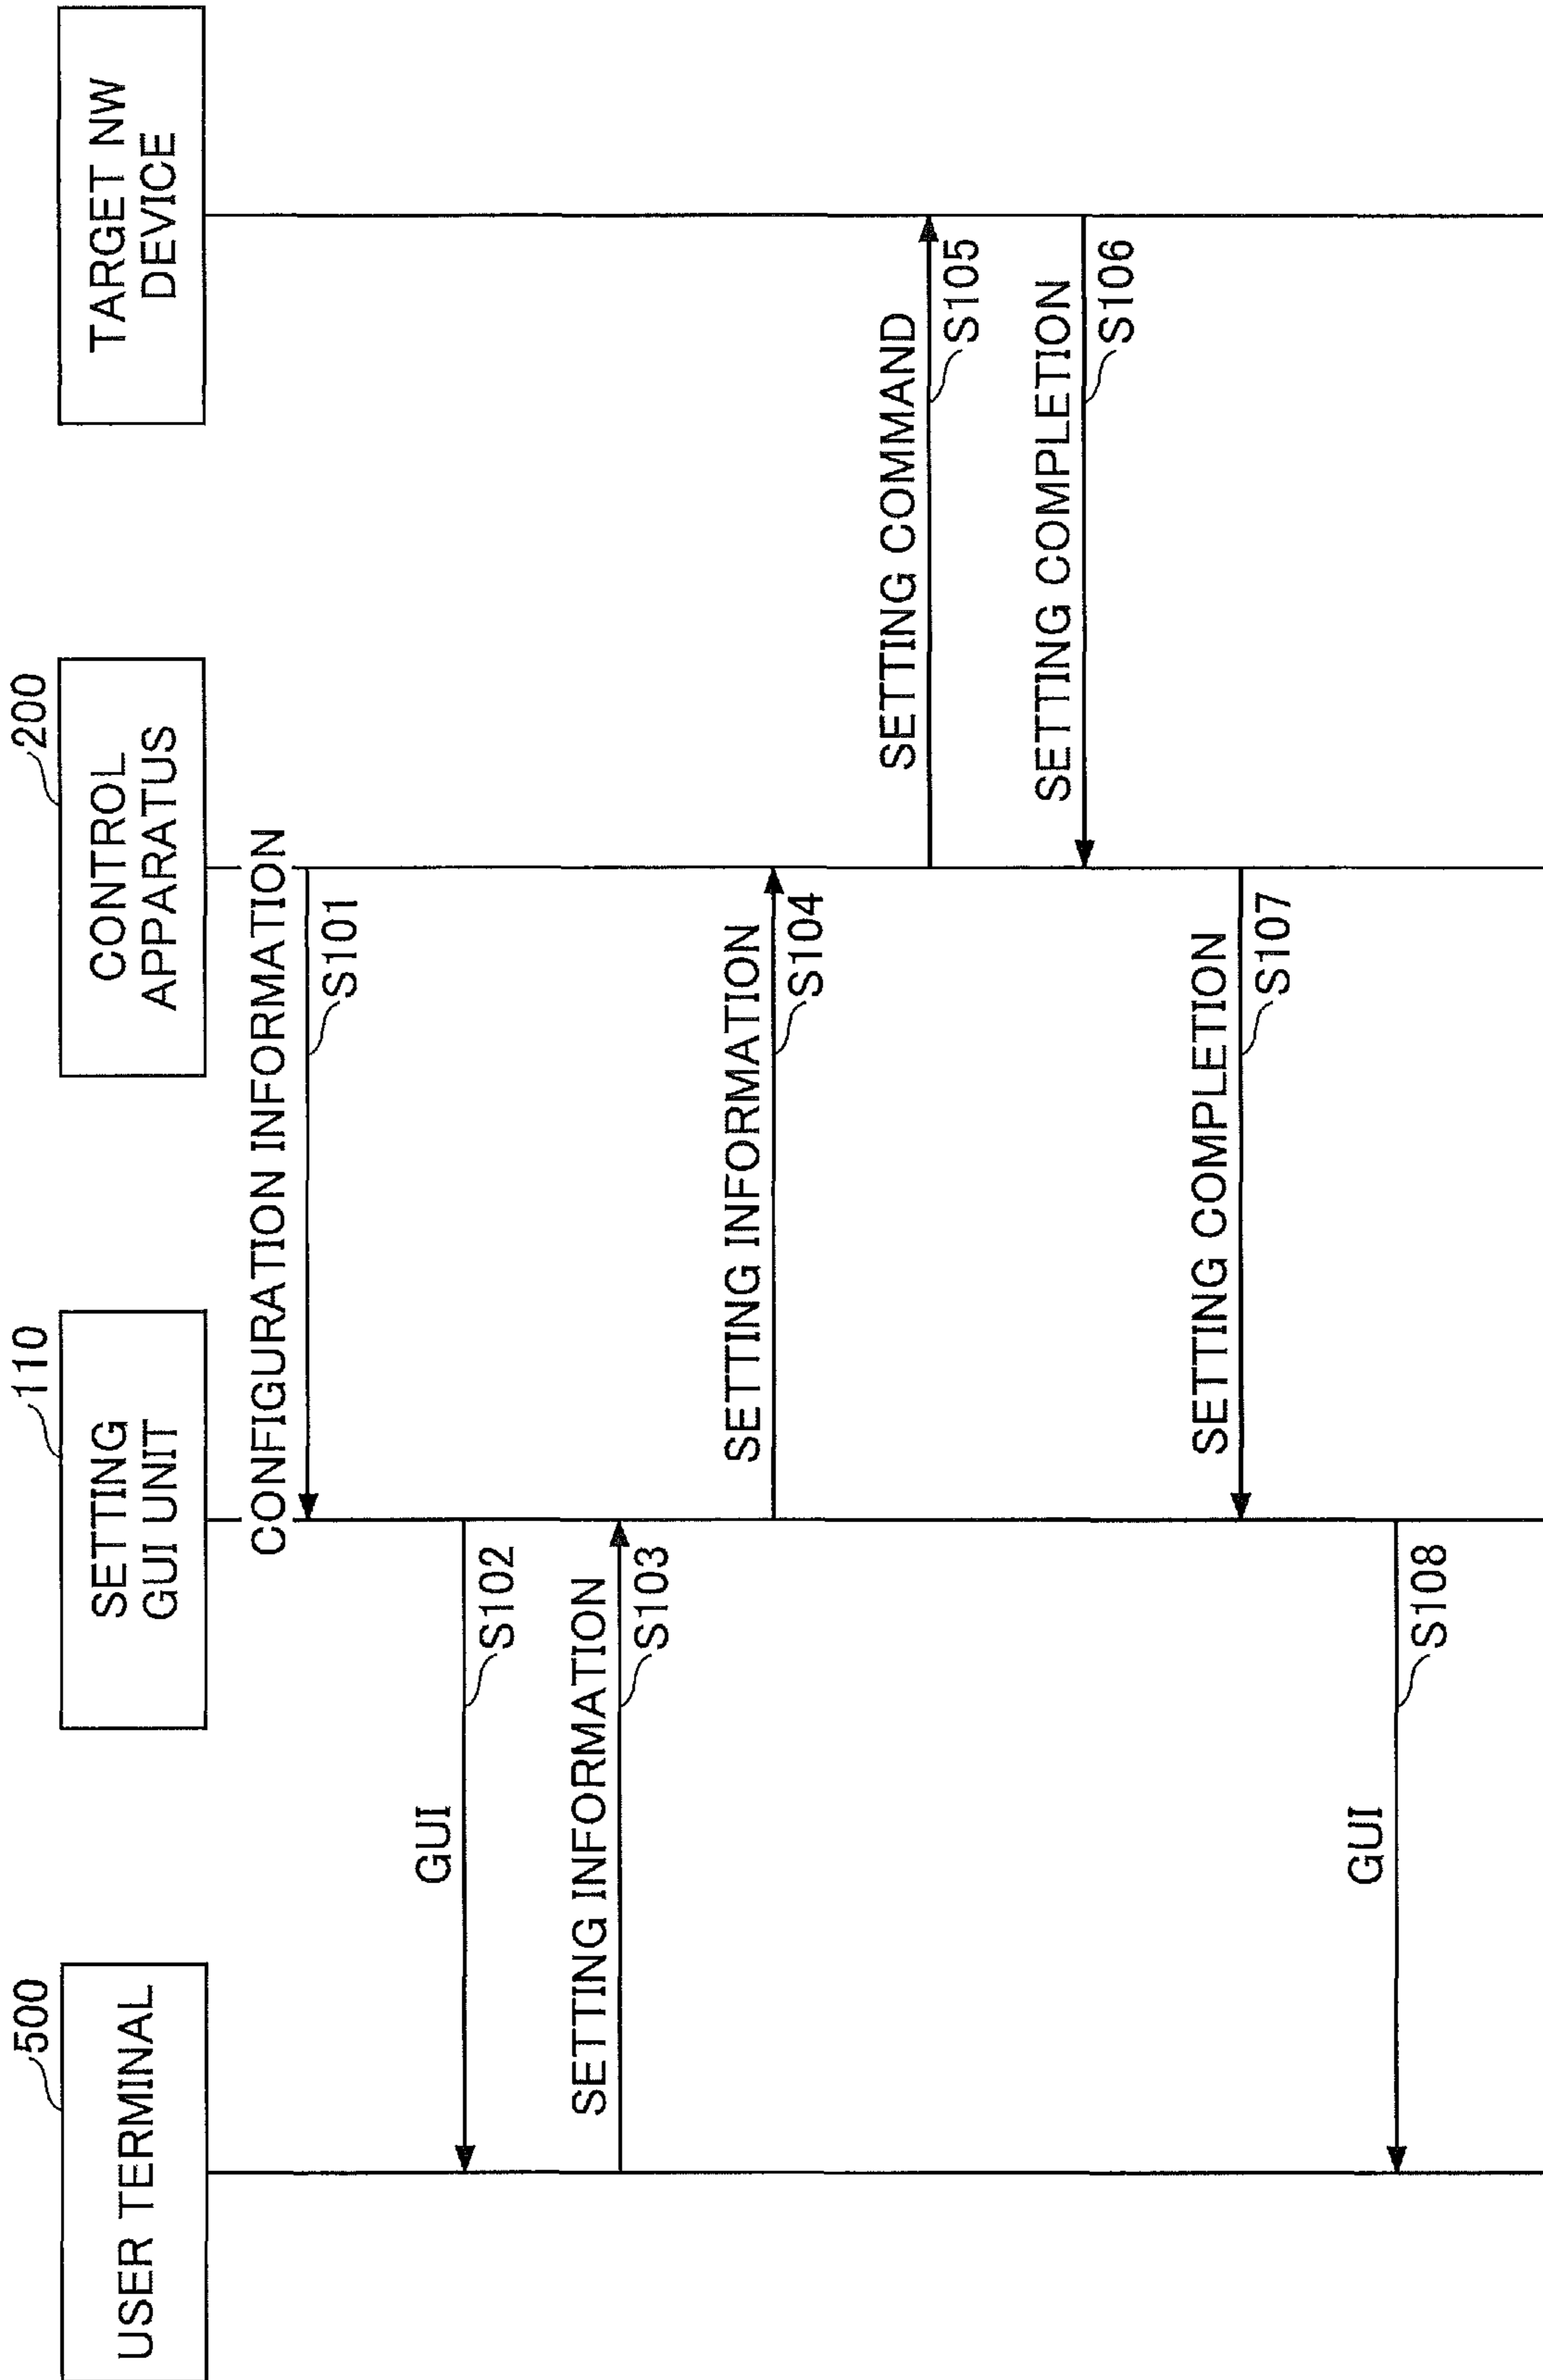 500
USER TERMINAL
110
SETTING
GUI UNIT
200
CONTROL
APPARATUS
TARGET NW
DEVICE
CONFIGURATION INFORMATION
S101
GUI
S102
SETTING INFORMATION
S103
SETTING INFORMATION
S104
SETTING COMMAND
S105
SETTING COMPLETION
S106
SETTING COMPLETION
S107
GUI
S108